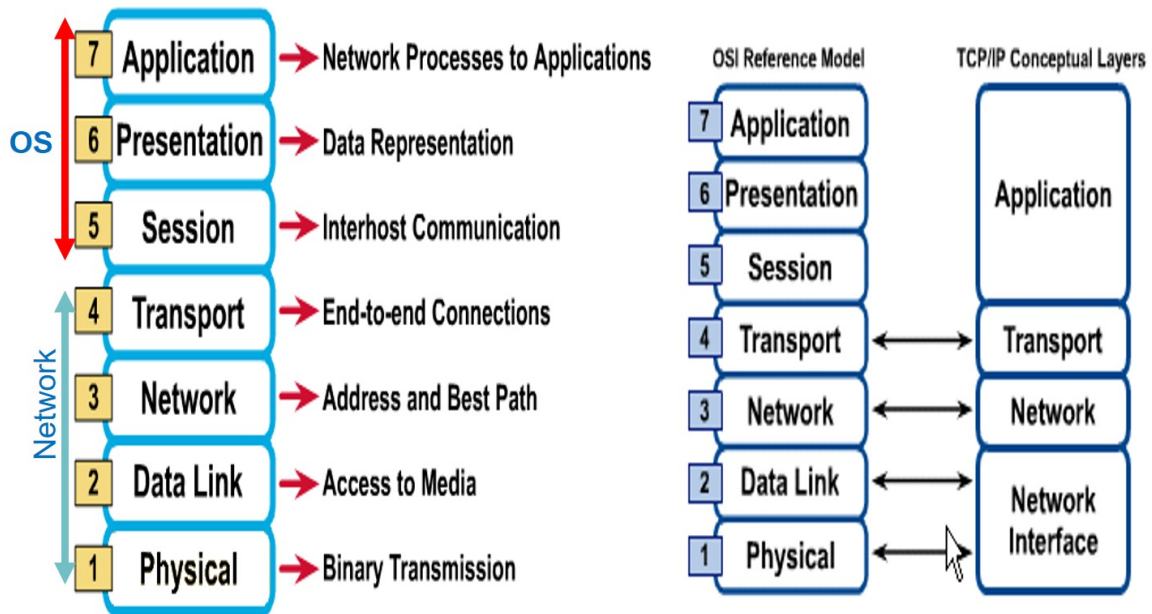 OS
Network
7 Application Network Processes to Applications
6 Presentation Data Representation
5 Session Interhost Communication
4 Transport End-to-end Connections
3 Network Address and Best Path
2 Data Link Access to Media
1 Physical Binary Transmission
OSI Reference Model
7 Application
6 Presentation
5 Session
4 Transport
3 Network
2 Data Link
1 Physical
TCP/IP Conceptual Layers
Application
Transport
Network
Network
Interface